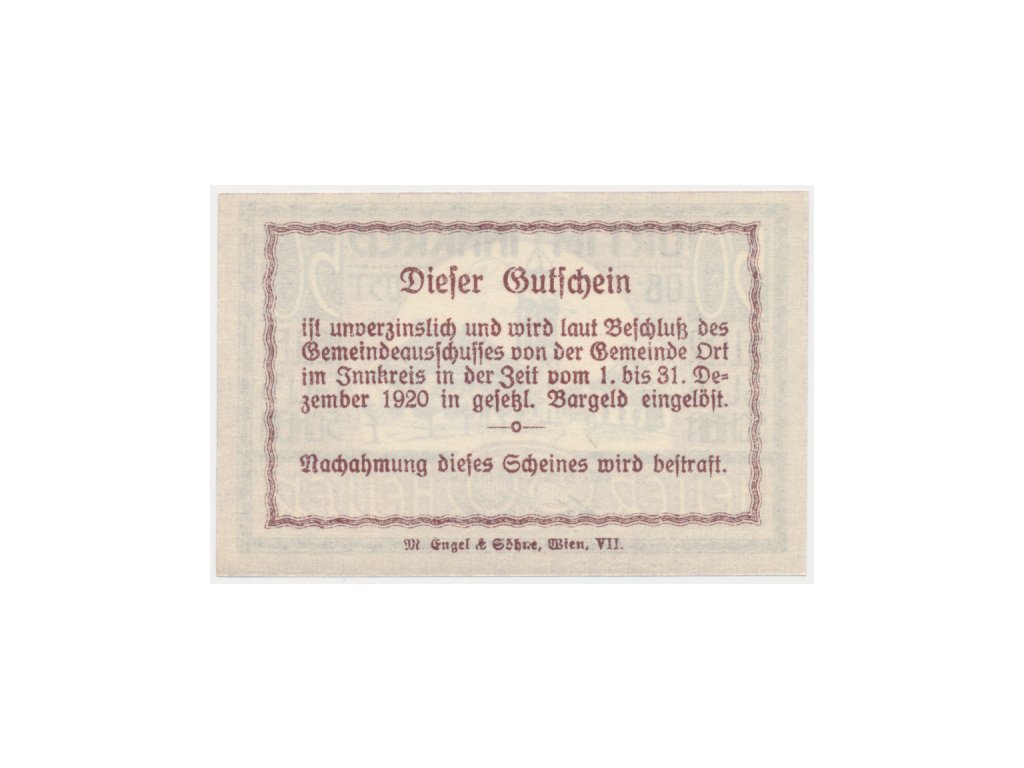 Dieser Gutschein
ist unverzinslich und wird laut Beschluß des
Gemeindeausschusses von der Gemeinde Ort
im Innkreis in der Zeit vom 1. bis 31. De=
zember 1920 in gesetzl. Bargeld eingelöst.
Nachahmung dieses Scheines wird bestraft.
M. Engel & Söhne, Wien, VII.